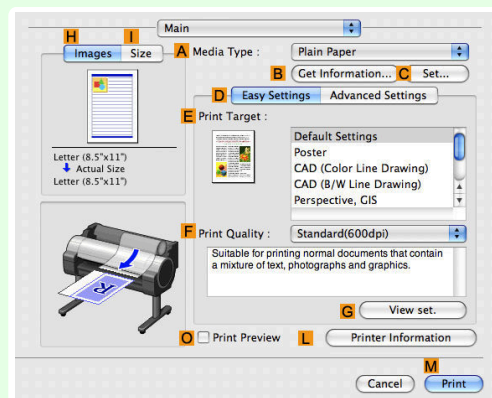 Main
H I
Images Size
A Media Type : Plain Paper
B Get Information... C Set...
D Easy Settings Advanced Settings
E Print Target :
Default Settings
Poster
CAD (Color Line Drawing)
CAD (B/W Line Drawing)
Perspective, GIS
Letter (8.5"x11")
Actual Size
Letter (8.5"x11")
F Print Quality : Standard(600dpi)
Suitable for printing normal documents that contain
a mixture of text, photographs and graphics.
R
G View set.
O Print Preview L Printer Information
M
Cancel Print